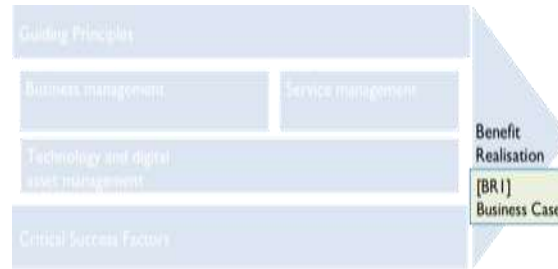 Guiding Principles
Business management
Service management
Technology and digital
asset management
Critical Success Factors
Benefit
Realisation
[BR1]
Business Case